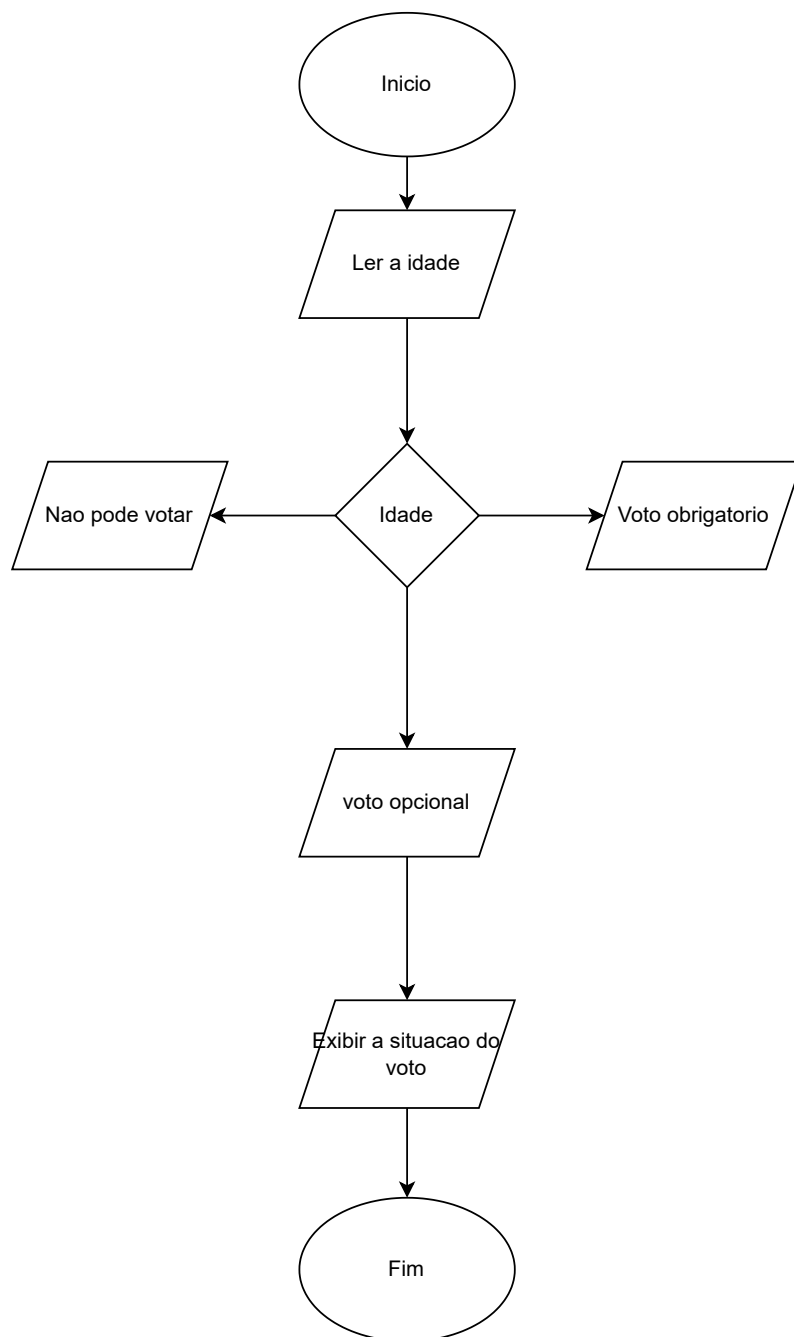 Inicio
Ler a idade
Nao pode votar
Idade
Voto obrigatorio
voto opcional
Exibir a situacao do
voto
Fim